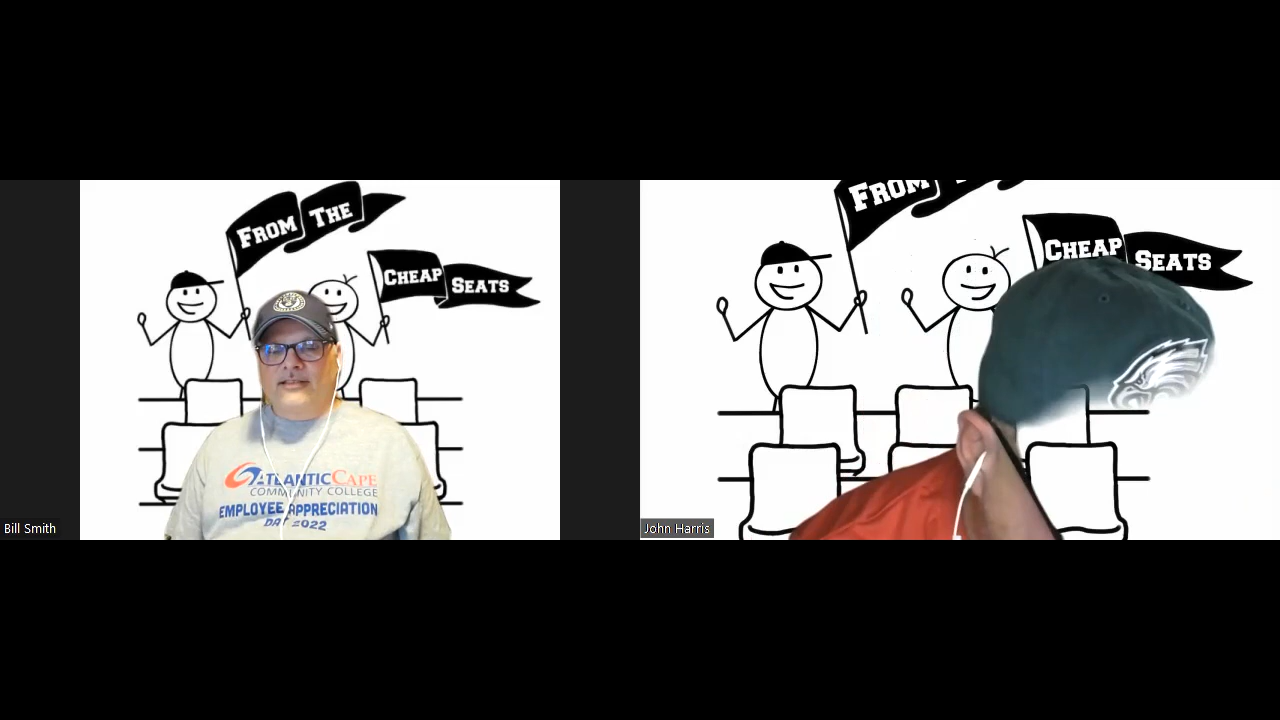 FROM THE
CHEAP SEATS
ATLANTICCAPE
COMMUNITY COLLEGE
EMPLOYEE APPRECIATION
DAY 2022
Bill Smith
FROM
CHEAP SEATS
John Harris